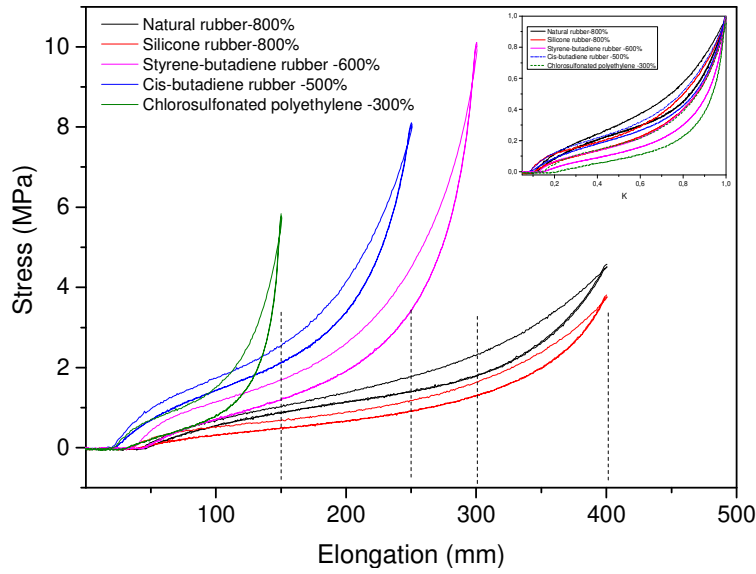 Natural rubber-800%
Silicone rubber-800%
Styrene-butadiene rubber -600%
Cis-butadiene rubber -500%
Chlorosulfonated polyethylene -300%
Natural rubber-800%
Silicone rubber-800%
Styrene-butadiene rubber -600%
Cis-butadiene rubber -500%
Chlorosulfonated polyethylene -300%
1,0
0,8
0,6
0,4
0,2
0,0
0,2 0,4 0,6 0,8 1,0
K
10
8
6
4
2
0
Stress (MPa)
100 200 300 400 500
Elongation (mm)